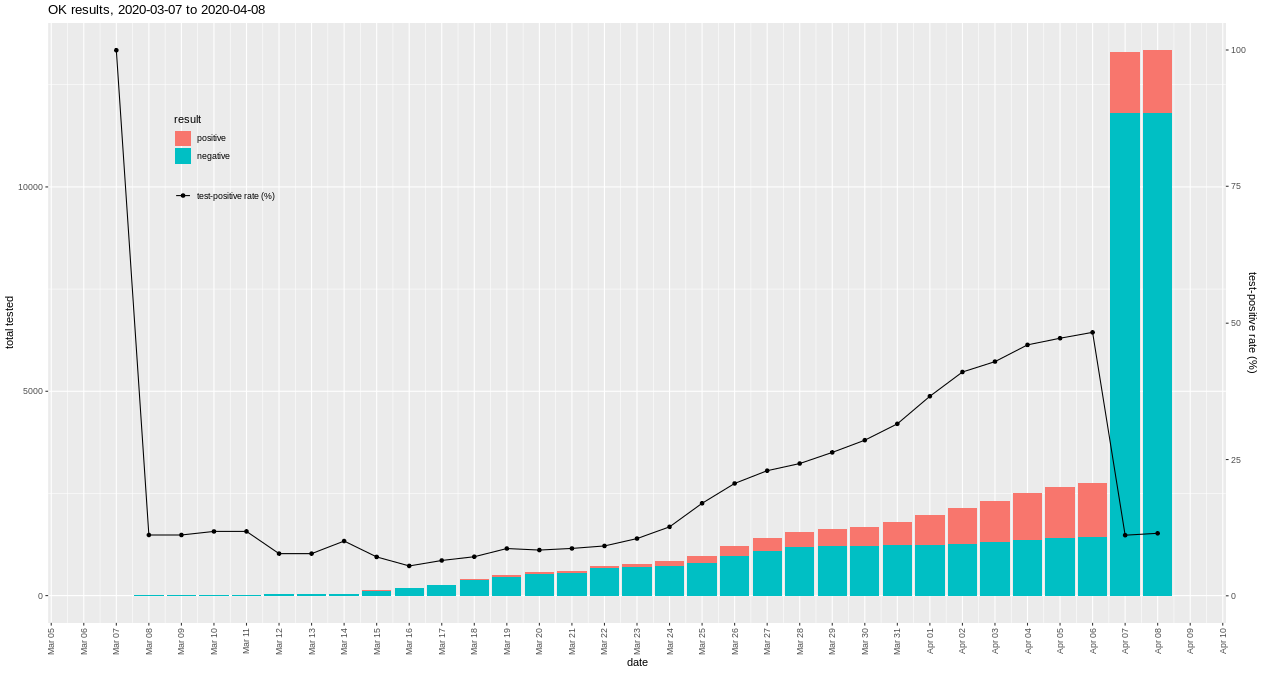 OK results, 2020-03-07 to 2020-04-08
result
positive
negative
test-positive rate (%)
total tested
10000
5000
0
100
75
50
25
0
test-positive rate (%)
Mar 05
Mar 06
Mar 07
Mar 08
Mar 09
Mar 10
Mar 11
Mar 12
Mar 13
Mar 14
Mar 15
Mar 16
Mar 17
Mar 18
Mar 19
Mar 20
Mar 21
Mar 22
Mar 23
Mar 24
Mar 25
Mar 26
Mar 27
Mar 28
Mar 29
Mar 30
Mar 31
Apr 01
Apr 02
Apr 03
Apr 04
Apr 05
Apr 06
Apr 07
Apr 08
Apr 09
Apr 10
date